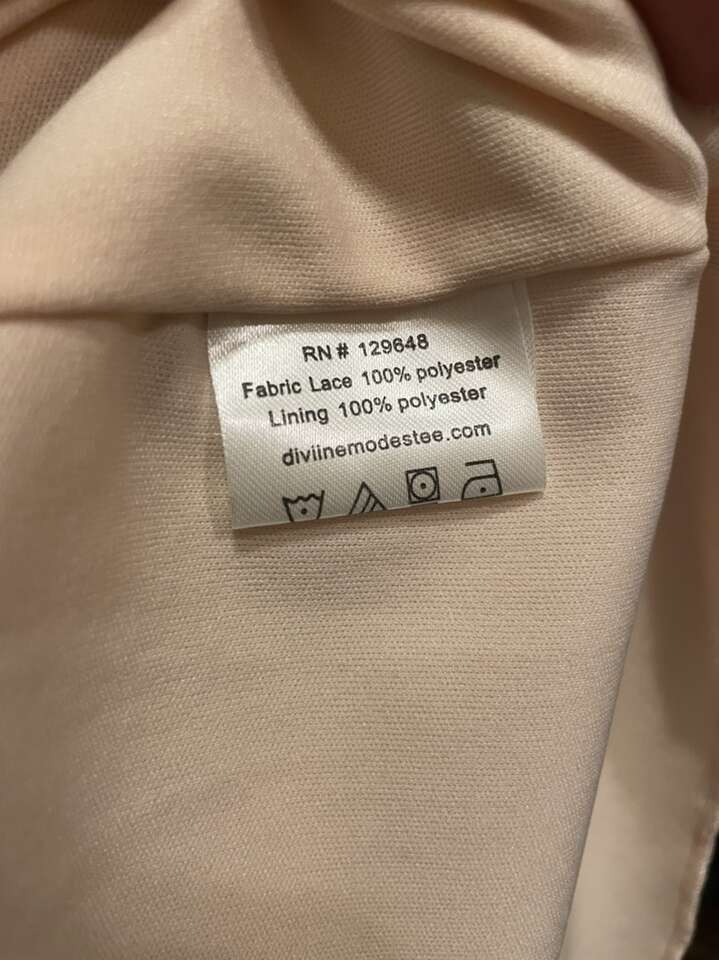 RN # 129648
Fabric Lace 100% polyester
Lining 100% polyester
diviinemodestee.com